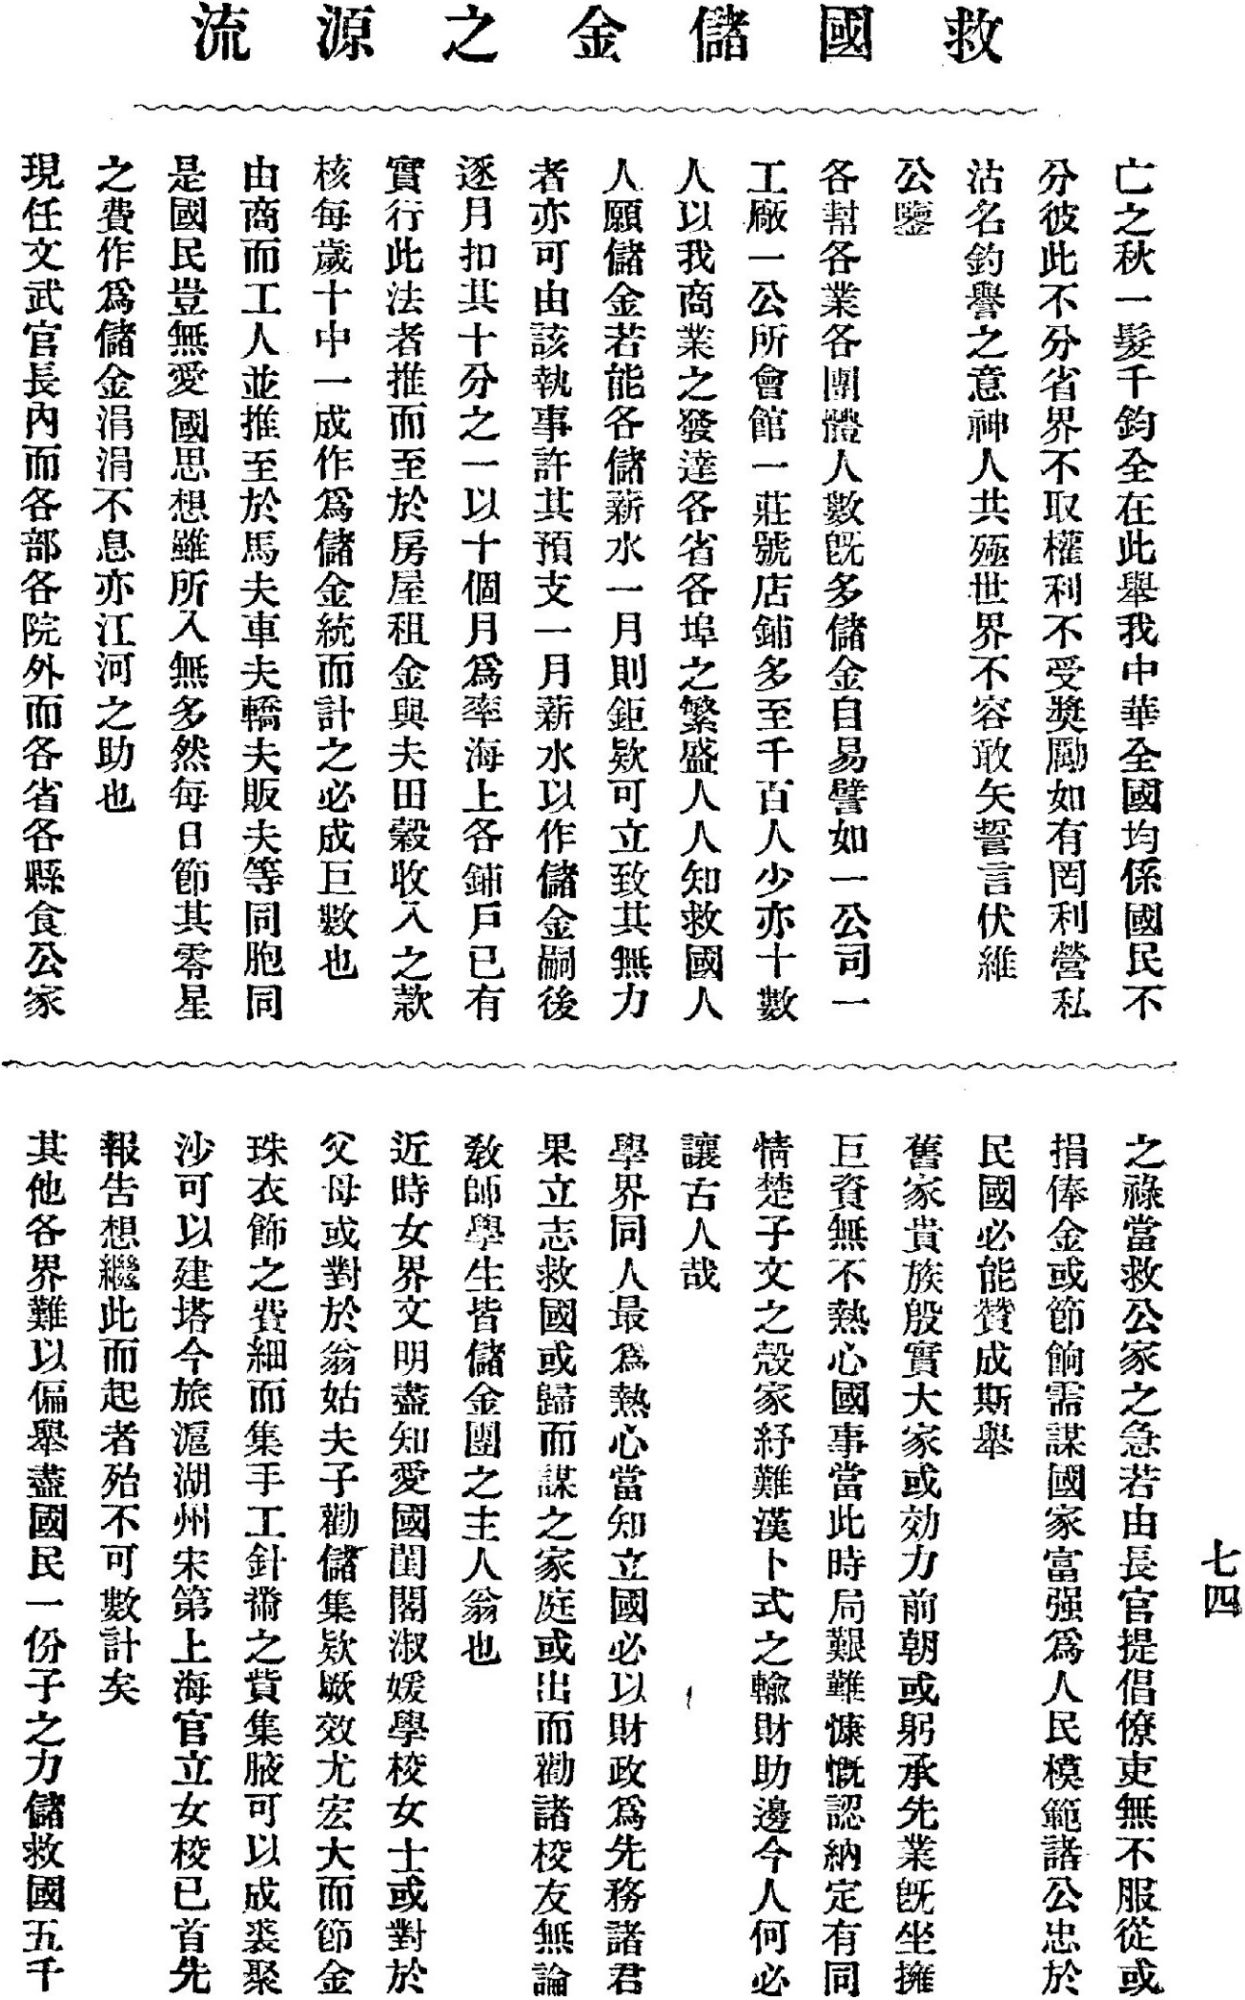 救國儲金之源流
亡之秋一髮千鈞全在此舉我中華全國均係國民不
分彼此不分省界不取權利不受獎勵如有罔利營私
沽名釣譽之意神人共殛世界不容敢矢誓言伏維
公鑒
各幫各業各團體人數旣多儲金自易譬如一公司一
工廠一公所會館一莊號店鋪多至千百人少亦十數
人以我商業之發達各省各埠之繁盛人人知救國人
人願儲金若能各儲薪水一月則鉅欵可立致其無力
者亦可由該執事許其預支一月薪水以作儲金嗣後
逐月扣其十分之一以十個月爲率海上各鋪戶已有
實行此法者推而至於房屋租金與夫田穀收入之款
核每歲十中一成作爲儲金統而計之必成巨數也
由商而工人並推至於馬夫車夫轎夫販夫等同胞同
是國民豈無愛國思想雖所入無多然每日節其零星
之費作爲儲金涓涓不息亦江河之助也
現任文武官長內而各部各院外而各省各縣食公家
之祿當救公家之急若由長官提倡僚吏無不服從或
捐俸金或節餉需謀國家富强爲人民模範諸公忠於
民國必能贊成斯舉
舊家貴族殷實大家或効力前朝或躬承先業旣坐擁
巨資無不熱心國事當此時局艱難慷慨認納定有同
情楚子文之殼家紓難漢卜式之輸財助邊今人何必
讓古人哉
學界同人最爲熱心當知立國必以財政爲先務諸君
果立志救國或歸而謀之家庭或出而勸諸校友無論
敎師學生皆儲金團之主人翁也
近時女界文明盡知愛國閨閣淑媛學校女士或對於
父母或對於翁姑夫子勸儲集欵厥效尤宏大而節金
珠衣飾之費細而集手工針黹之貲集腋可以成裘聚
沙可以建塔今旅滬湖州宋第上海官立女校已首先
報告想繼此而起者殆不可數計矣
其他各界難以偏舉盡國民一份子之力儲救國五千
七四